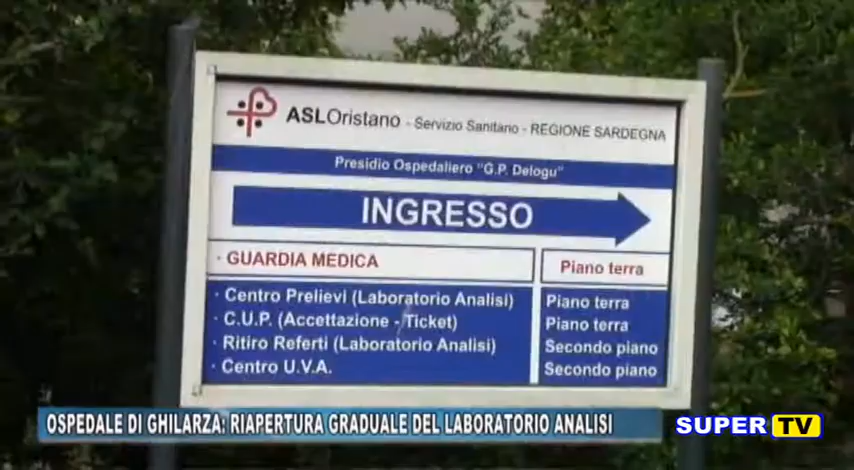 ASLOristano - Servizio Sanitario - REGIONE SARDEGNA
Presidio Ospedaliero "G.P. Delogu"
INGRESSO
· GUARDIA MEDICA Piano terra
· Centro Prelievi (Laboratorio Analisi) Piano terra
· C.U.P. (Accettazione - Ticket) Piano terra
· Ritiro Referti (Laboratorio Analisi) Secondo piano
· Centro U.V.A. Secondo piano
OSPEDALE DI GHILARZA: RIAPERTURA GRADUALE DEL LABORATORIO ANALISI
SUPER TV